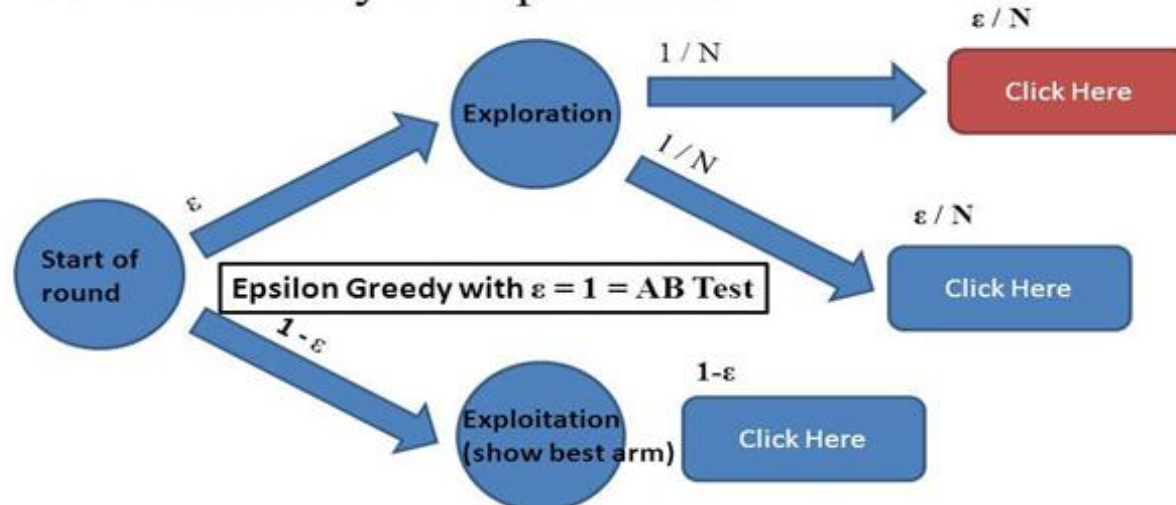 ε / N
1 / N
Click Here
Exploration
1 / N
ε
ε / N
Start of
round
Epsilon Greedy with ε = 1 = AB Test
Click Here
1 - ε
1-ε
Exploitation
(show best arm)
Click Here